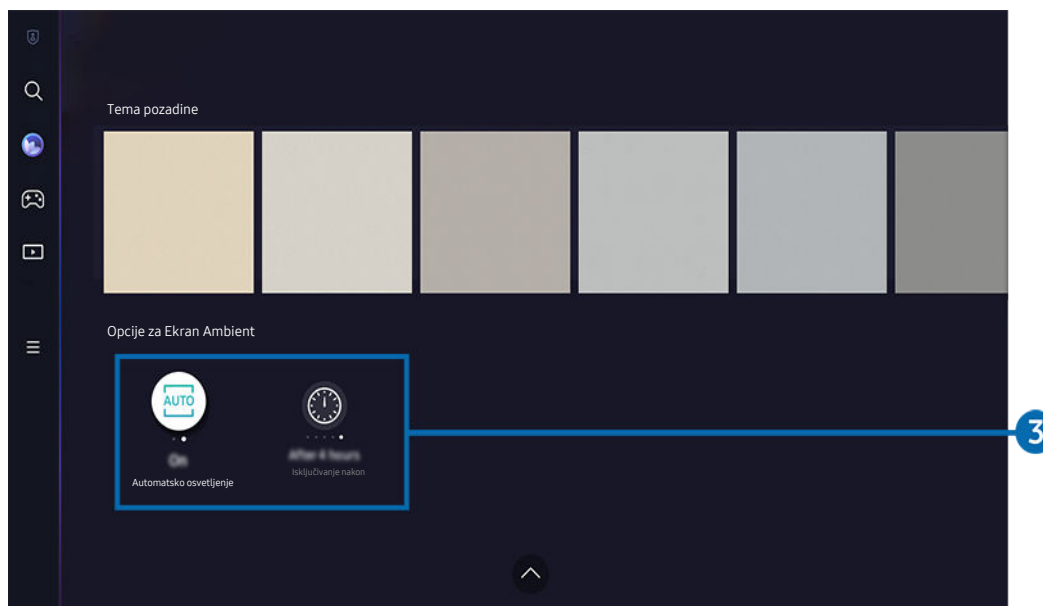 Tema pozadine
Opcije za Ekran Ambient
AUTO
On
After 4 hours
Automatsko osvetljenje
Isključivanje nakon
3